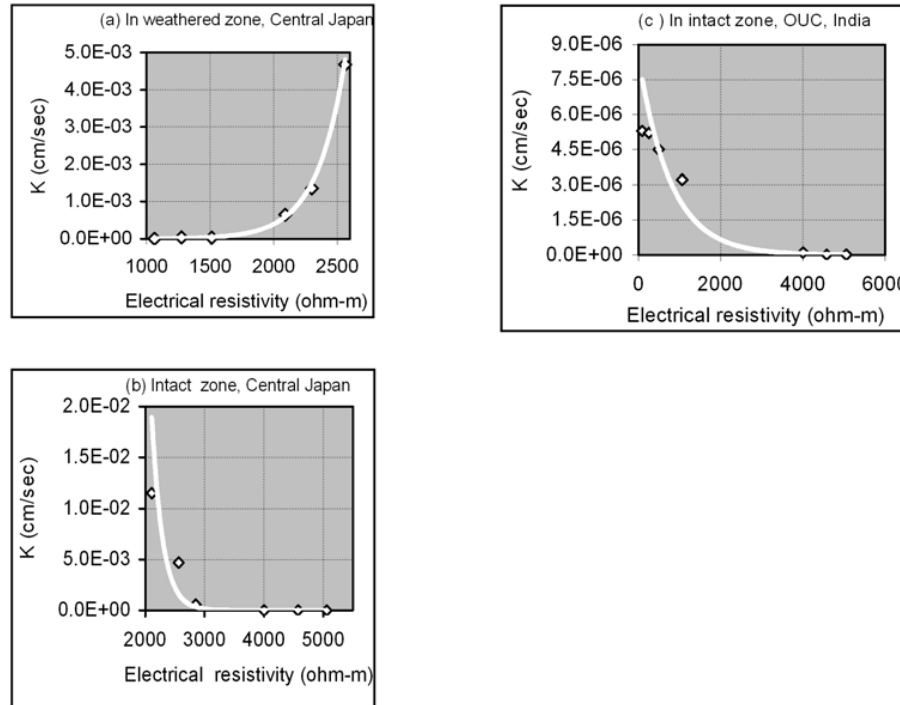 (a) In weathered zone, Central Japan
5.0E-03
4.0E-03
3.0E-03
2.0E-03
1.0E-03
0.0E+00
K (cm/sec)
1000 1500 2000 2500
Electrical resistivity (ohm-m)
(c ) In intact zone, OUC, India
9.0E-06
7.5E-06
6.0E-06
4.5E-06
3.0E-06
1.5E-06
0.0E+00
K (cm/sec)
0 2000 4000 6000
Electrical resistivity (ohm-m)
(b) Intact zone, Central Japan
2.0E-02
1.5E-02
1.0E-02
5.0E-03
0.0E+00
K (cm/sec)
2000 3000 4000 5000
Electrical resistivity (ohm-m)